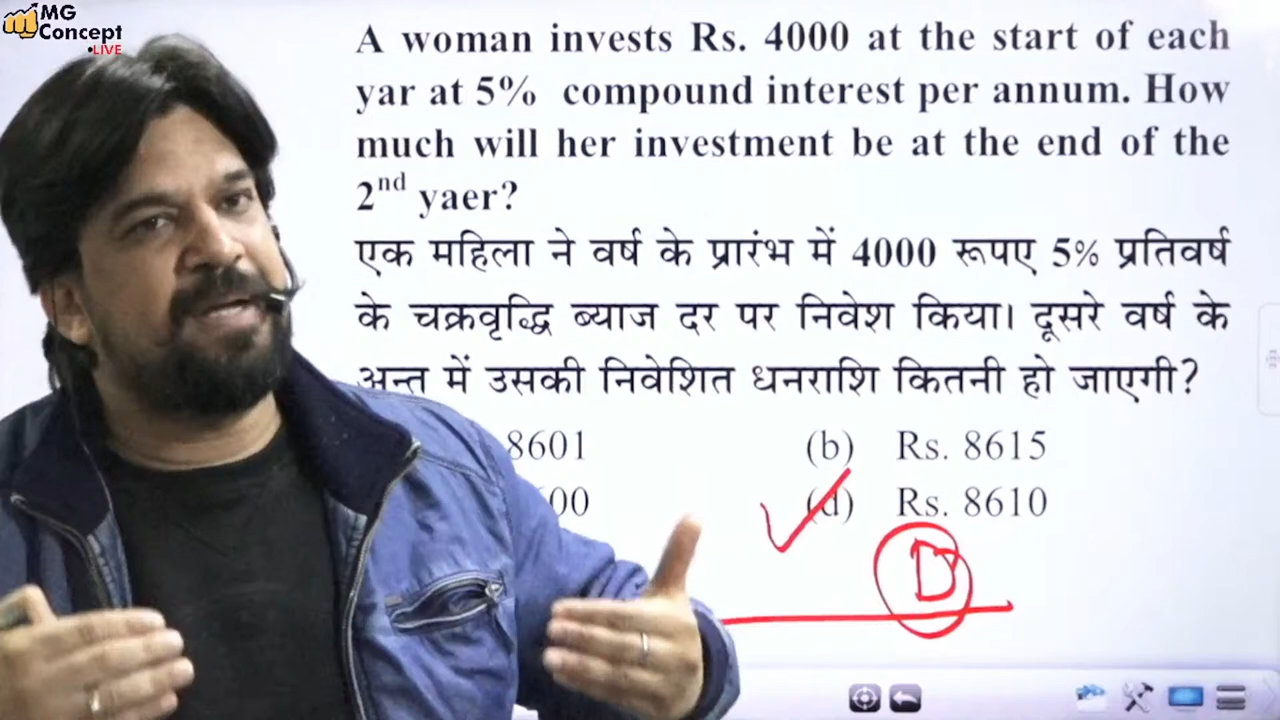 MG
Concept
LIVE
A woman invests Rs. 4000 at the start of each
yar at 5% compound interest per annum. How
much will her investment be at the end of the
2nd yaer?
एक महिला ने वर्ष के प्रारंभ में 4000 रूपए 5% प्रतिवर्ष
के चक्रवृद्धि ब्याज दर पर निवेश किया। दूसरे वर्ष के
अन्त में उसकी निवेशित धनराशि कितनी हो जाएगी?
8601 (b) Rs. 8615
00 (d) Rs. 8610
D